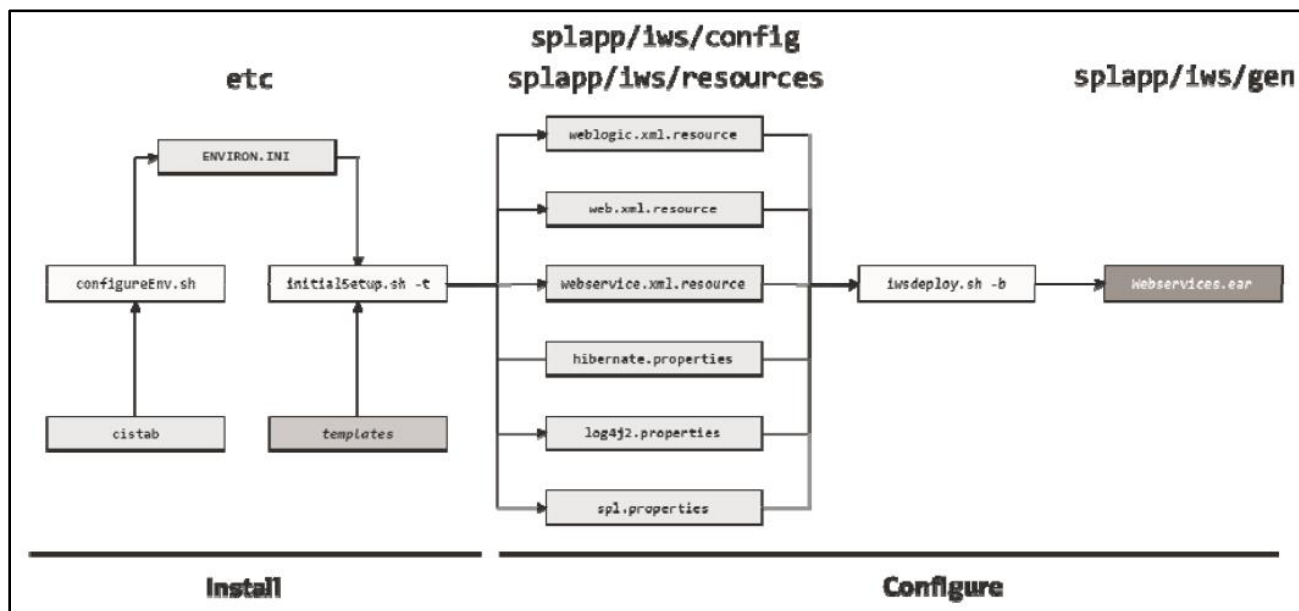 splapp/iws/config
etc
splapp/iws/resources
splapp/iws/gen
weblogic.xml.resource
ENVIRON.INI
web.xml.resource
configureEnv.sh
initialSetup.sh -t
webservice.xml.resource
iwsdeploy.sh -b
Webservices.ear
hibernate.properties
cistab
templates
log4j2.properties
spl.properties
Install
Configure